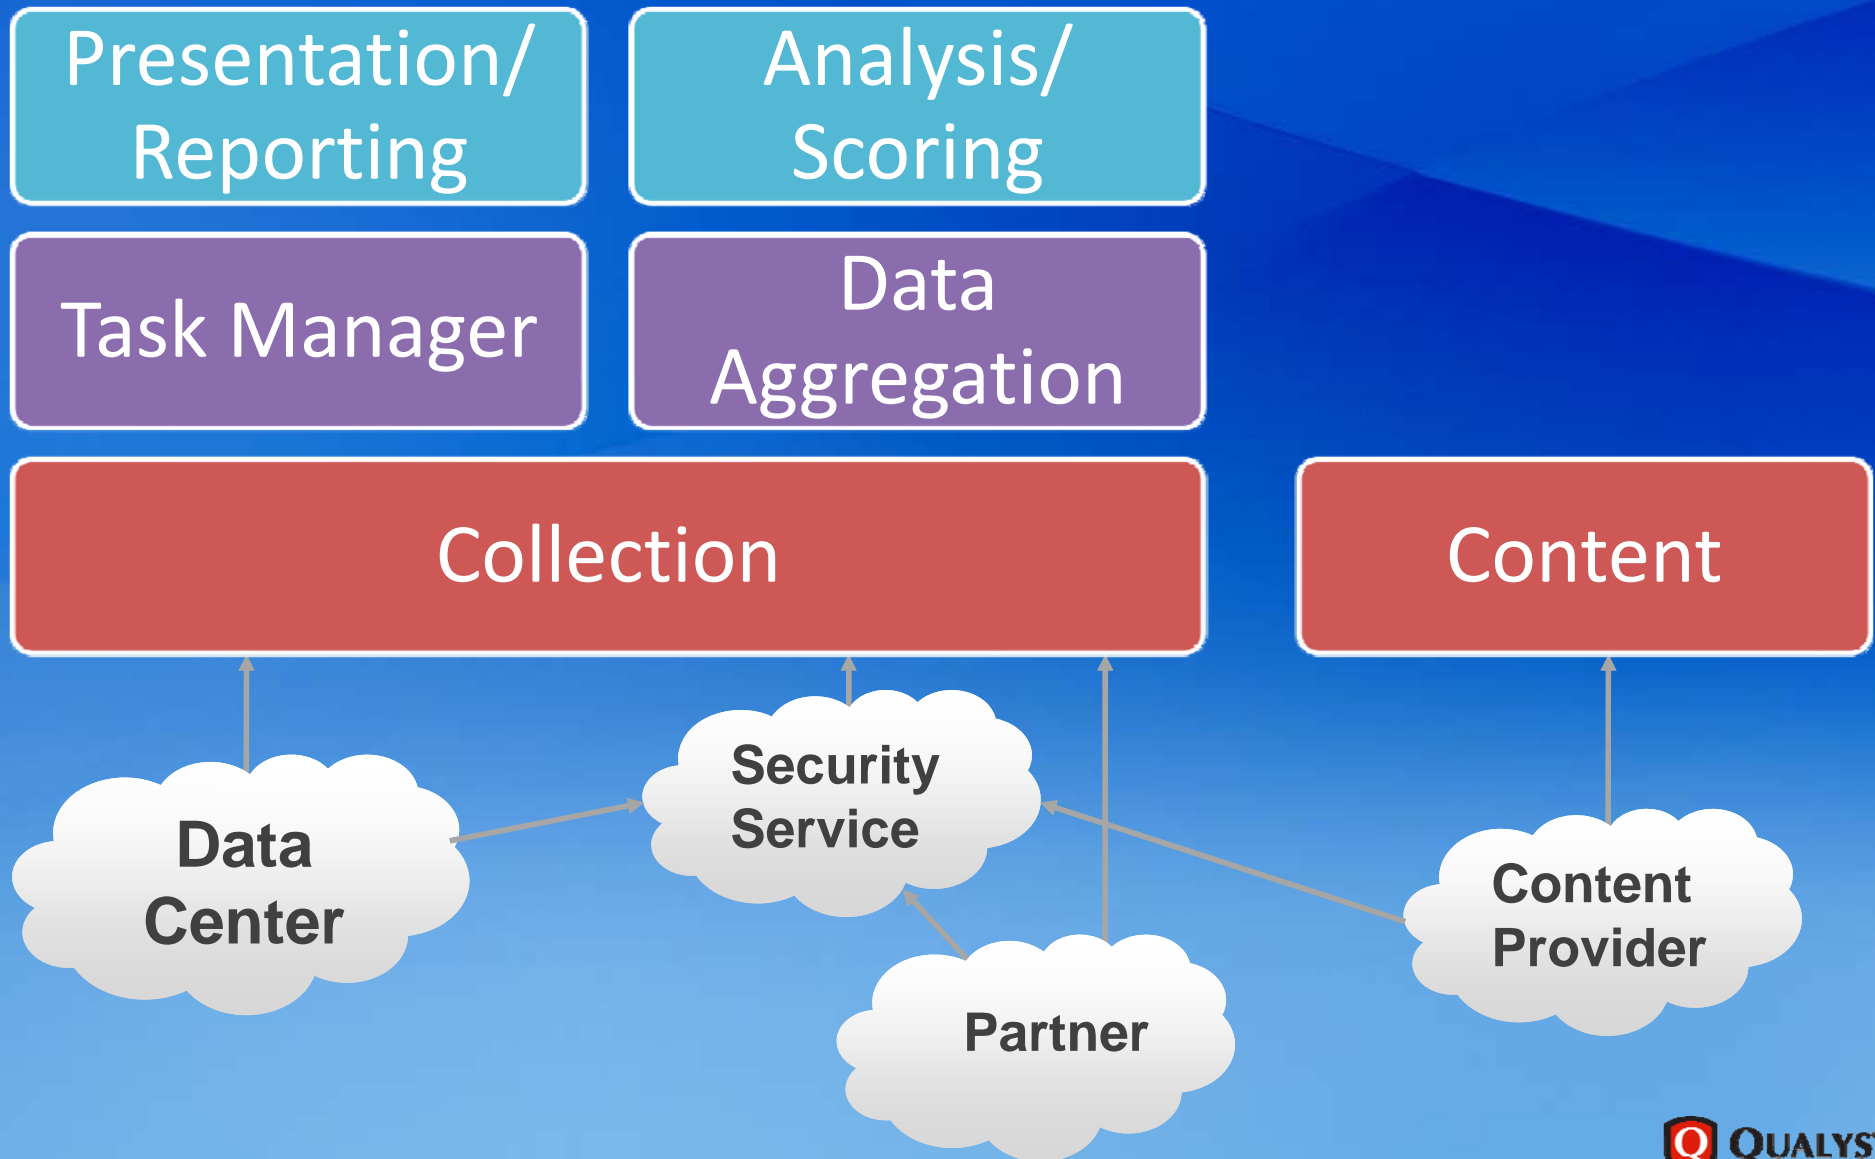 Presentation/
Reporting
Analysis/
Scoring
Task Manager
Data
Aggregation
Collection
Content
Data
Center
Security
Service
Partner
Content
Provider
Q QUALYS